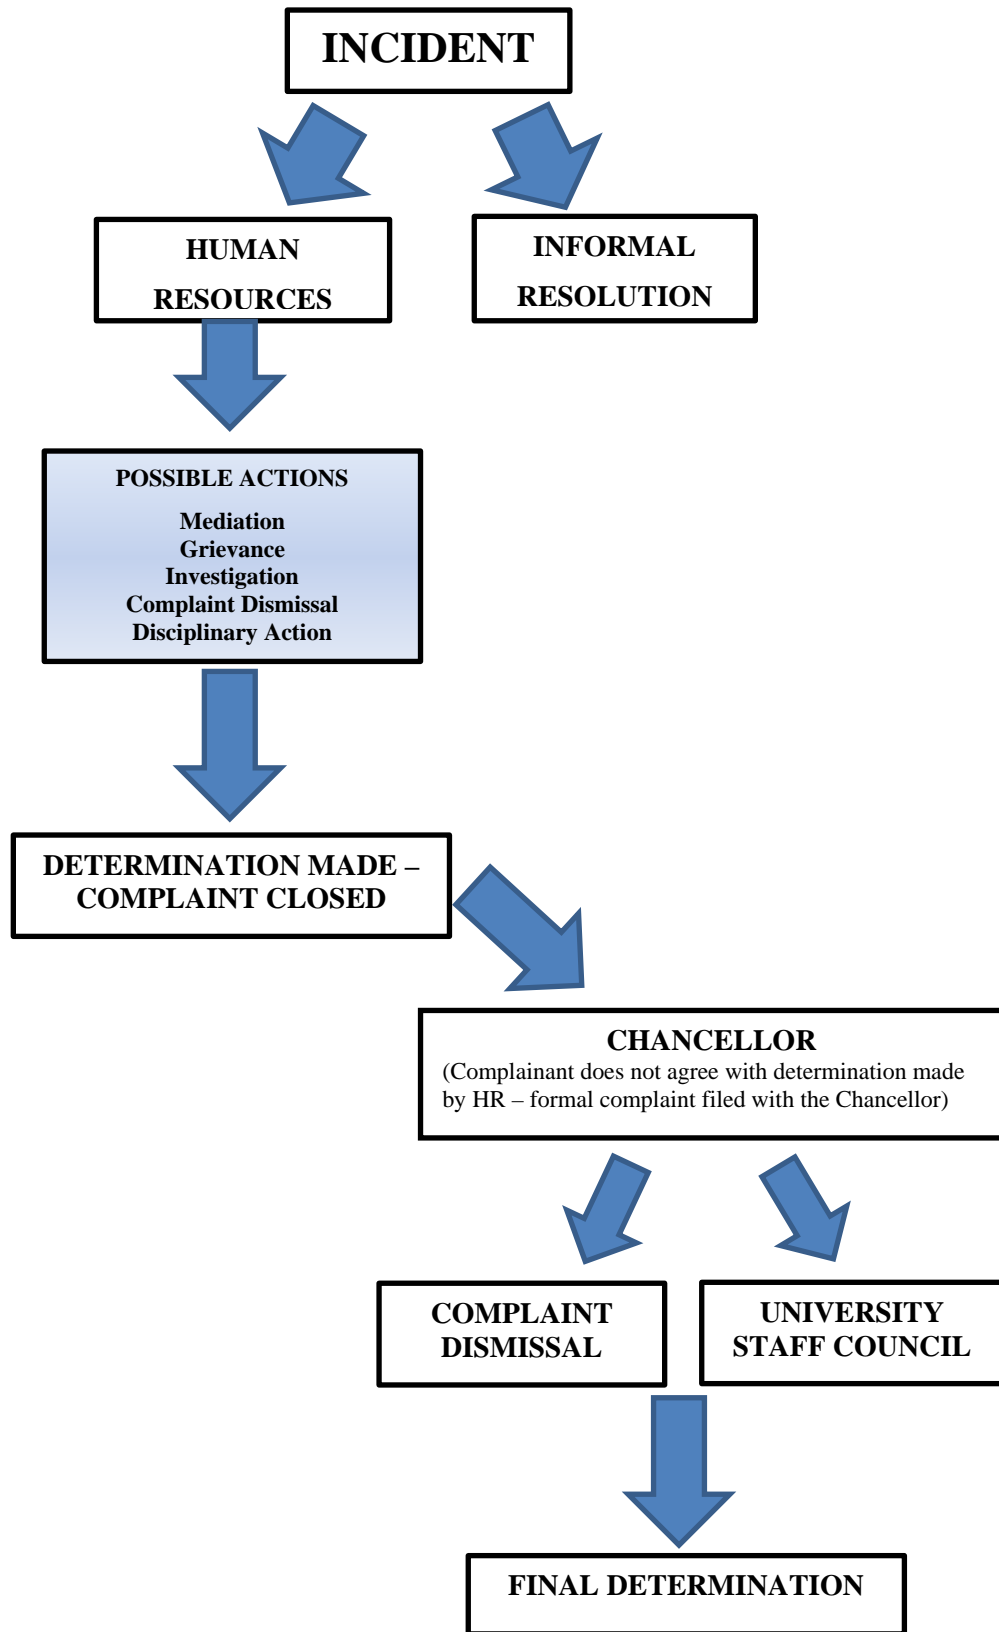 INCIDENT
HUMAN
RESOURCES
INFORMAL
RESOLUTION
POSSIBLE ACTIONS
Mediation
Grievance
Investigation
Complaint Dismissal
Disciplinary Action
DETERMINATION MADE –
COMPLAINT CLOSED
CHANCELLOR
(Complainant does not agree with determination made
by HR – formal complaint filed with the Chancellor)
COMPLAINT
DISMISSAL
UNIVERSITY
STAFF COUNCIL
FINAL DETERMINATION